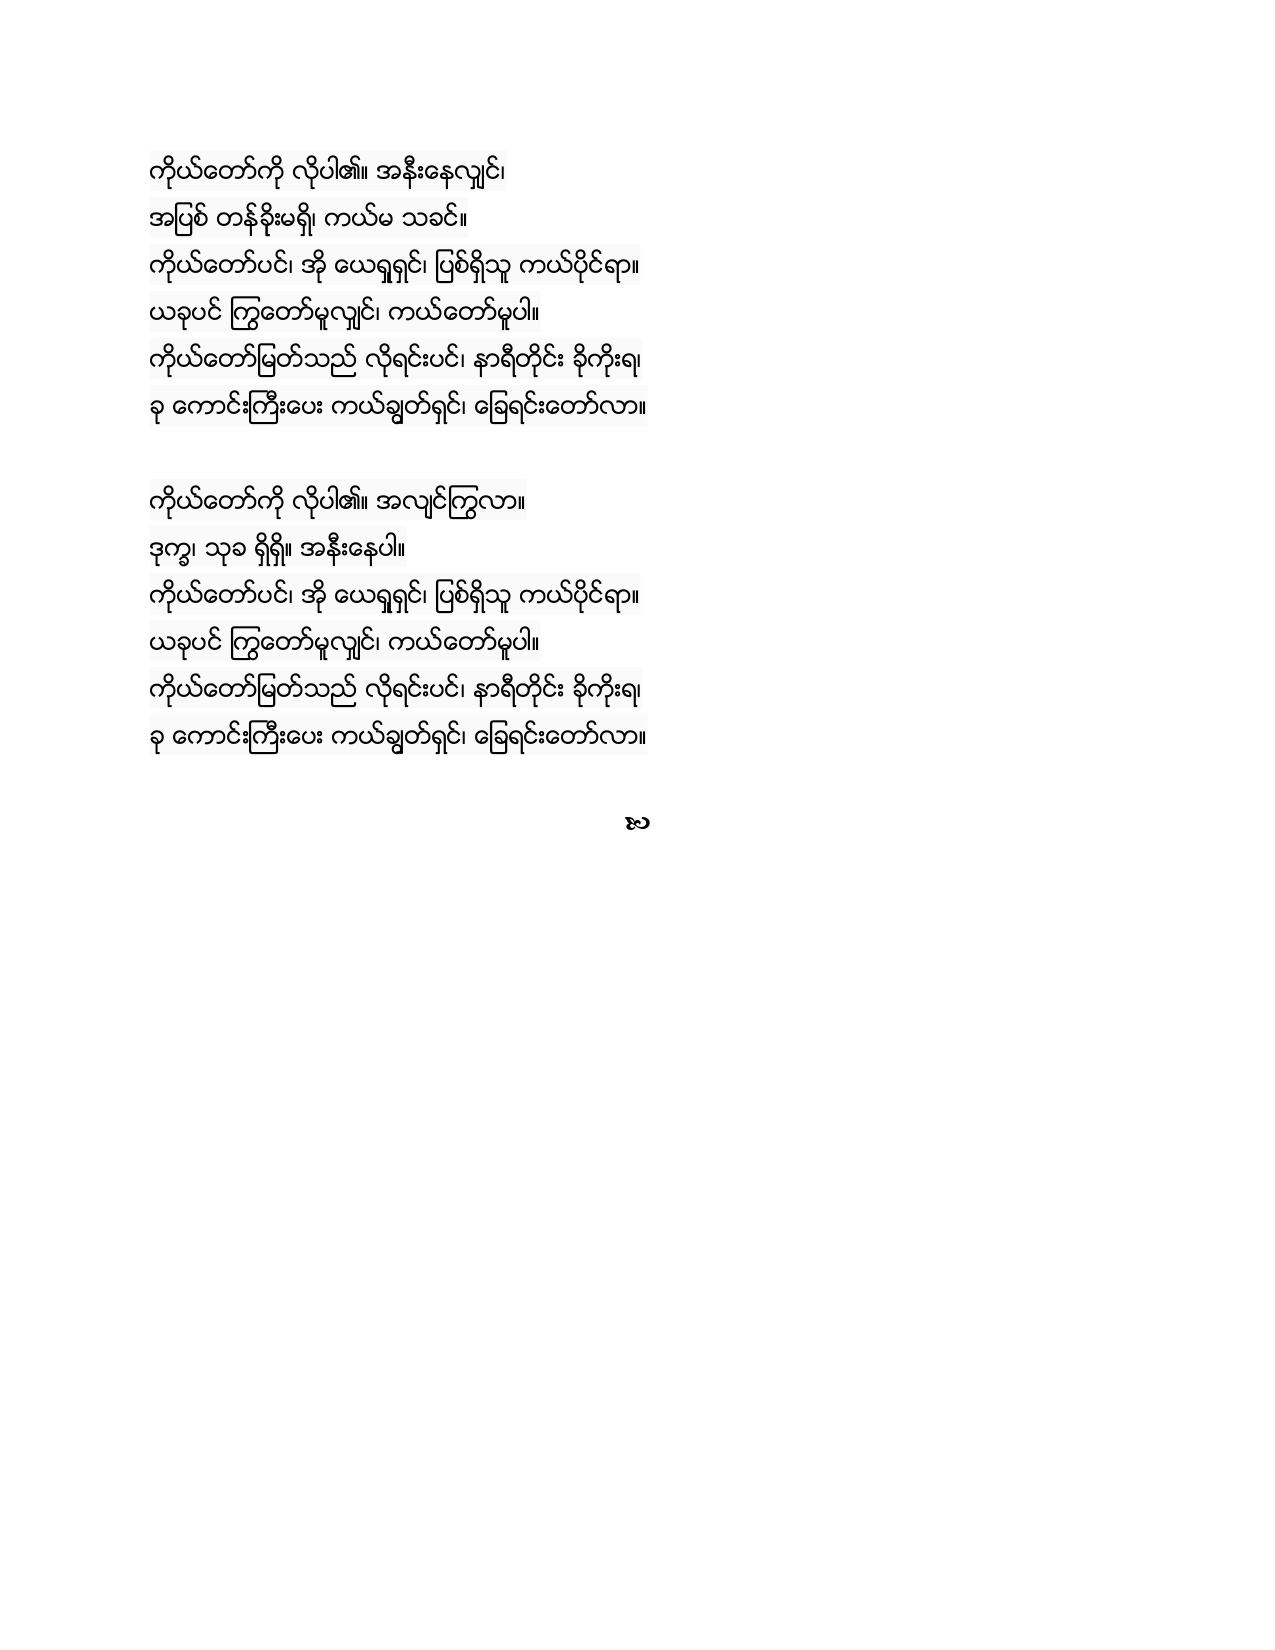 ကိုယ်တော်ကို လိုပါ၏။ အနီးနေလျှင်၊
အပြစ် တန်ခိုးမရှိ၊ ကယ်မ သခင်။
ကိုယ်တော်ပင်၊ အို ယေရှုရှင်၊ ပြစ်ရှိသူ ကယ်ပိုင်ရာ။
ယခုပင် ကြွတော်မူလျှင်၊ ကယ်တော်မူပါ။
ကိုယ်တော်မြတ်သည် လိုရင်းပင်၊ နာရီတိုင်း ခိုကိုးရ၊
ခု ကောင်းကြီးပေး ကယ်ချွတ်ရှင်၊ ခြေရင်းတော်လာ။
ကိုယ်တော်ကို လိုပါ၏။ အလျင်ကြွလာ။
ဒုက္ခ၊ သုခ ရှိရှိ။ အနီးနေပါ။
ကိုယ်တော်ပင်၊ အို ယေရှုရှင်၊ ပြစ်ရှိသူ ကယ်ပိုင်ရာ။
ယခုပင် ကြွတော်မူလျှင်၊ ကယ်တော်မူပါ။
ကိုယ်တော်မြတ်သည် လိုရင်းပင်၊ နာရီတိုင်း ခိုကိုးရ၊
ခု ကောင်းကြီးပေး ကယ်ချွတ်ရှင်၊ ခြေရင်းတော်လာ။